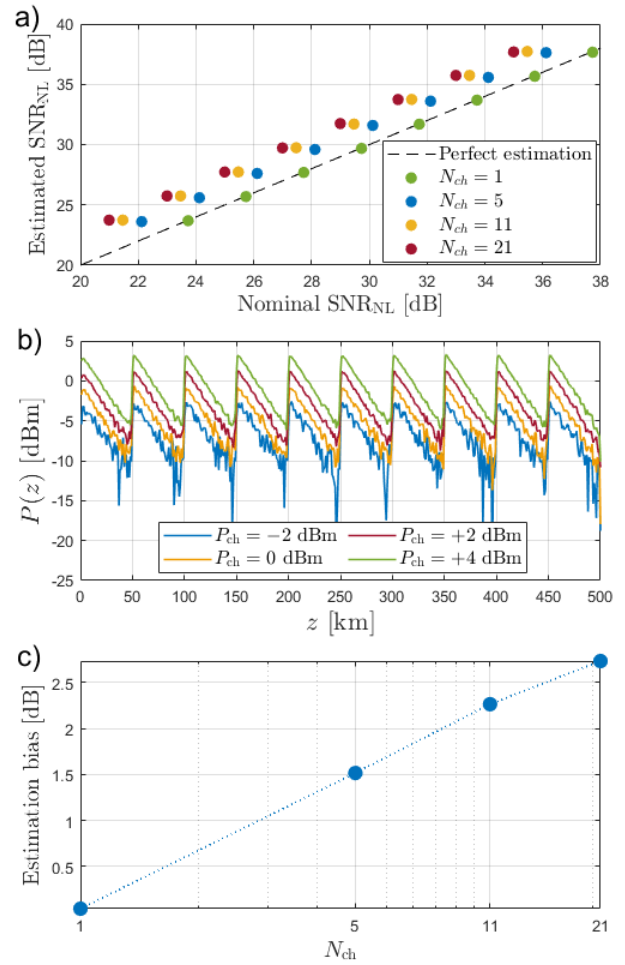 a)
Estimated SNR_NL [dB]
40
35
30
25
20
Perfect estimation
N_ch = 1
N_ch = 5
N_ch = 11
N_ch = 21
20 22 24 26 28 30 32 34 36 38
Nominal SNR_NL [dB]
b)
P(z) [dBm]
5
0
-5
-10
-15
-20
-25
P_ch = −2 dBm P_ch = +2 dBm
P_ch = 0 dBm P_ch = +4 dBm
0 50 100 150 200 250 300 350 400 450 500
z [km]
c)
Estimation bias [dB]
2.5
2
1.5
1
0.5
1 5 11 21
N_ch